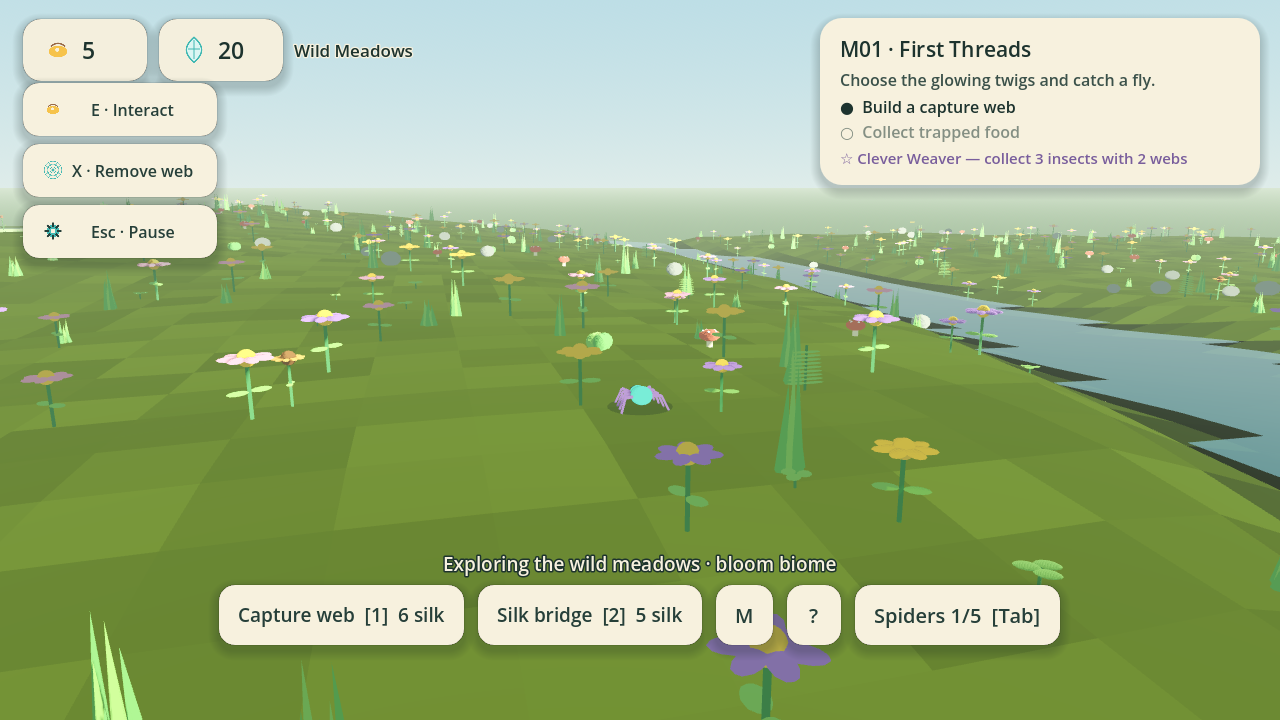 5
20
Wild Meadows
E · Interact
X · Remove web
Esc · Pause
M01 · First Threads
Choose the glowing twigs and catch a fly.
● Build a capture web
○ Collect trapped food
☆ Clever Weaver — collect 3 insects with 2 webs
Exploring the wild meadows · bloom biome
Capture web [1] 6 silk
Silk bridge [2] 5 silk
M
?
Spiders 1/5 [Tab]